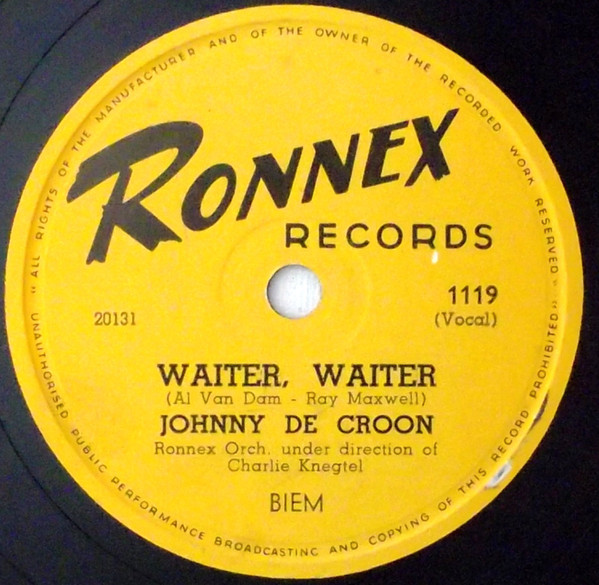 "ALL RIGHTS OF THE MANUFACTURER AND OF THE OWNER OF THE RECORDED WORK RESERVED"
RONNEX
RECORDS
1119
20131
(Vocal)
WAITER, WAITER
(Al Van Dam - Ray Maxwell)
JOHNNY DE CROON
Ronnex Orch. under direction of
Charlie Knegtel
BIEM
"UNAUTHORISED PUBLIC PERFORMANCE BROADCASTING AND COPYING OF THIS RECORD PROHIBITED"